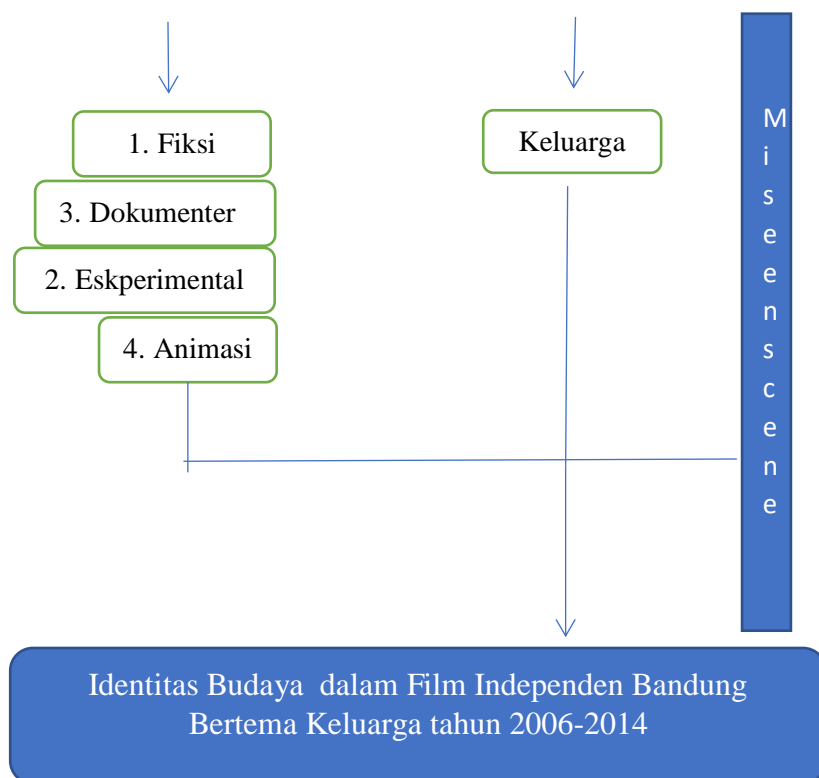 1. Fiksi
3. Dokumenter
2. Eskperimental
4. Animasi
Keluarga
M
i
s
e
e
n
s
c
e
n
e
Identitas Budaya dalam Film Independen Bandung
Bertema Keluarga tahun 2006-2014